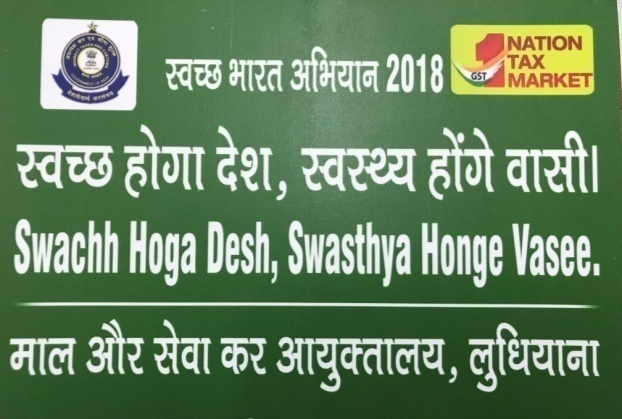 स्वच्छ भारत अभियान 2018
1 NATION
TAX
MARKET
GST
स्वच्छ होगा देश, स्वस्थ्य होंगे वासी।
Swachh Hoga Desh, Swasthya Honge Vasee.
माल और सेवा कर आयुक्तालय, लुधियाना